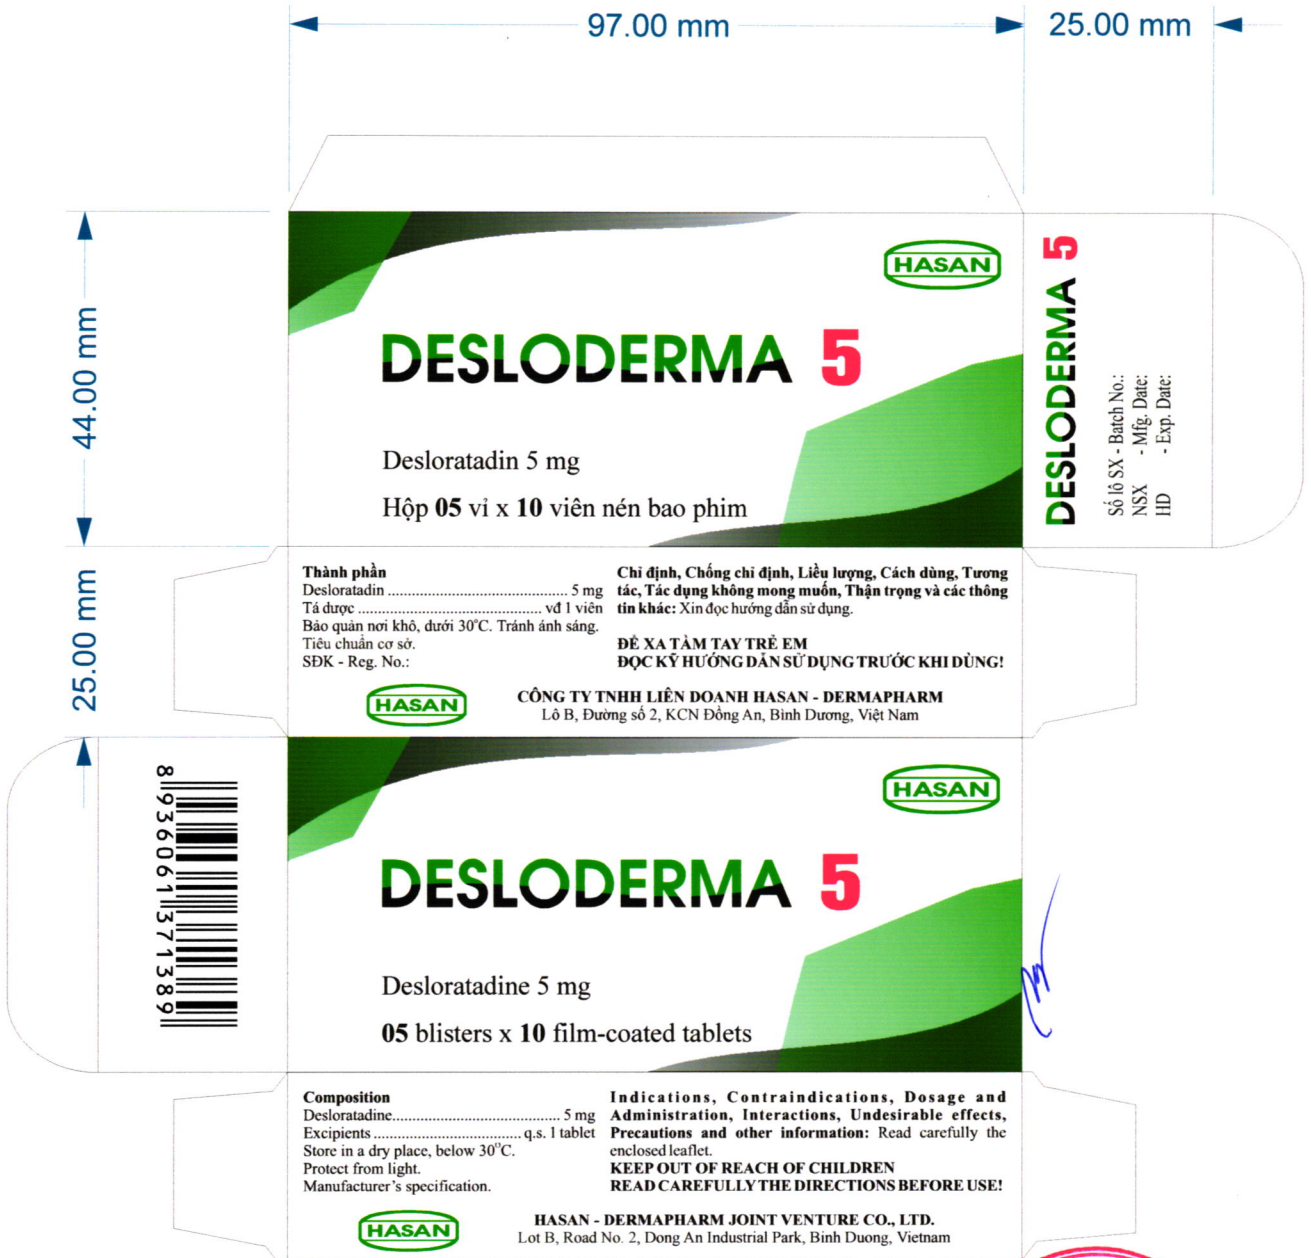 97.00 mm
25.00 mm
44.00 mm
25.00 mm
HASAN
DESLODERMA 5
Desloratadin 5 mg
Hộp 05 vỉ x 10 viên nén bao phim
DESLODERMA 5
Số lô SX - Batch No.:
NSX - Mfg. Date:
HD - Exp. Date:
Thành phần
Desloratadin ............................................. 5 mg
Tá dược .............................................. vđ 1 viên
Bảo quản nơi khô, dưới 30°C. Tránh ánh sáng.
Tiêu chuẩn cơ sở.
SĐK - Reg. No.:
Chỉ định, Chống chỉ định, Liều lượng, Cách dùng, Tương
tác, Tác dụng không mong muốn, Thận trọng và các thông
tin khác: Xin đọc hướng dẫn sử dụng.
ĐỂ XA TẦM TAY TRẺ EM
ĐỌC KỸ HƯỚNG DẪN SỬ DỤNG TRƯỚC KHI DÙNG!
HASAN
CÔNG TY TNHH LIÊN DOANH HASAN - DERMAPHARM
Lô B, Đường số 2, KCN Đồng An, Bình Dương, Việt Nam
8 936061 371389
HASAN
DESLODERMA 5
Desloratadine 5 mg
05 blisters x 10 film-coated tablets
Composition
Desloratadine.......................................... 5 mg
Excipients ..................................... q.s. 1 tablet
Store in a dry place, below 30°C.
Protect from light.
Manufacturer's specification.
Indications, Contraindications, Dosage and
Administration, Interactions, Undesirable effects,
Precautions and other information: Read carefully the
enclosed leaflet.
KEEP OUT OF REACH OF CHILDREN
READ CAREFULLY THE DIRECTIONS BEFORE USE!
HASAN
HASAN - DERMAPHARM JOINT VENTURE CO., LTD.
Lot B, Road No. 2, Dong An Industrial Park, Binh Duong, Vietnam